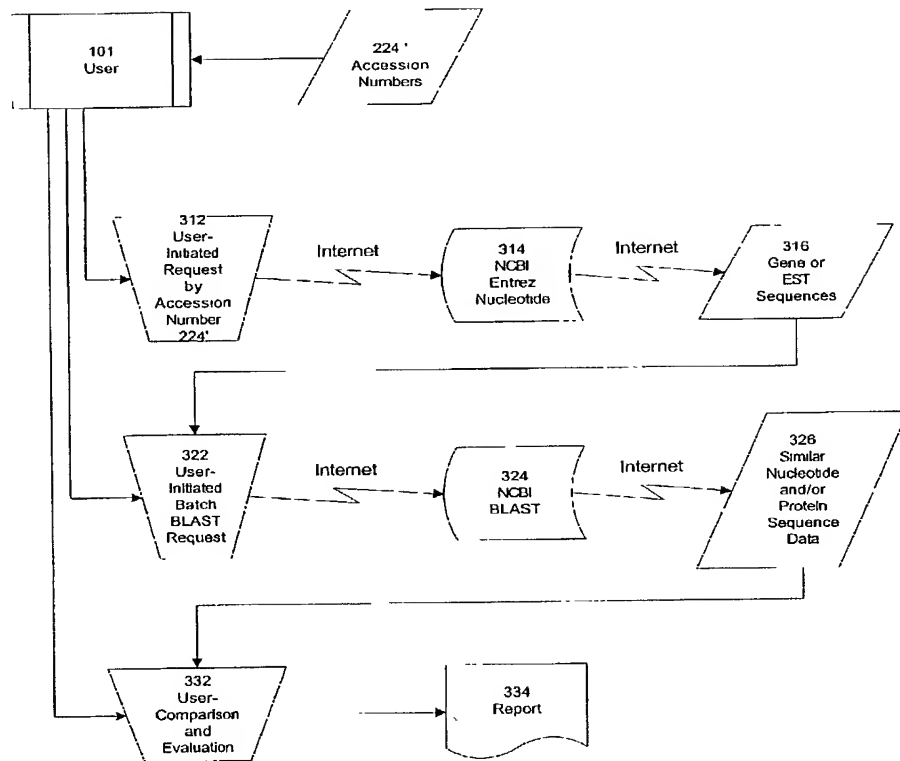 101
User
224 '
Accession
Numbers
312
User-
Initiated
Request
by
Accession
Number
224'
Internet
314
NCBI
Entrez
Nucleotide
Internet
316
Gene or
EST
Sequences
322
User-
Initiated
Batch
BLAST
Request
Internet
324
NCBI
BLAST
Internet
326
Similar
Nucleotide
and/or
Protein
Sequence
Data
332
User-
Comparison
and
Evaluation
334
Report